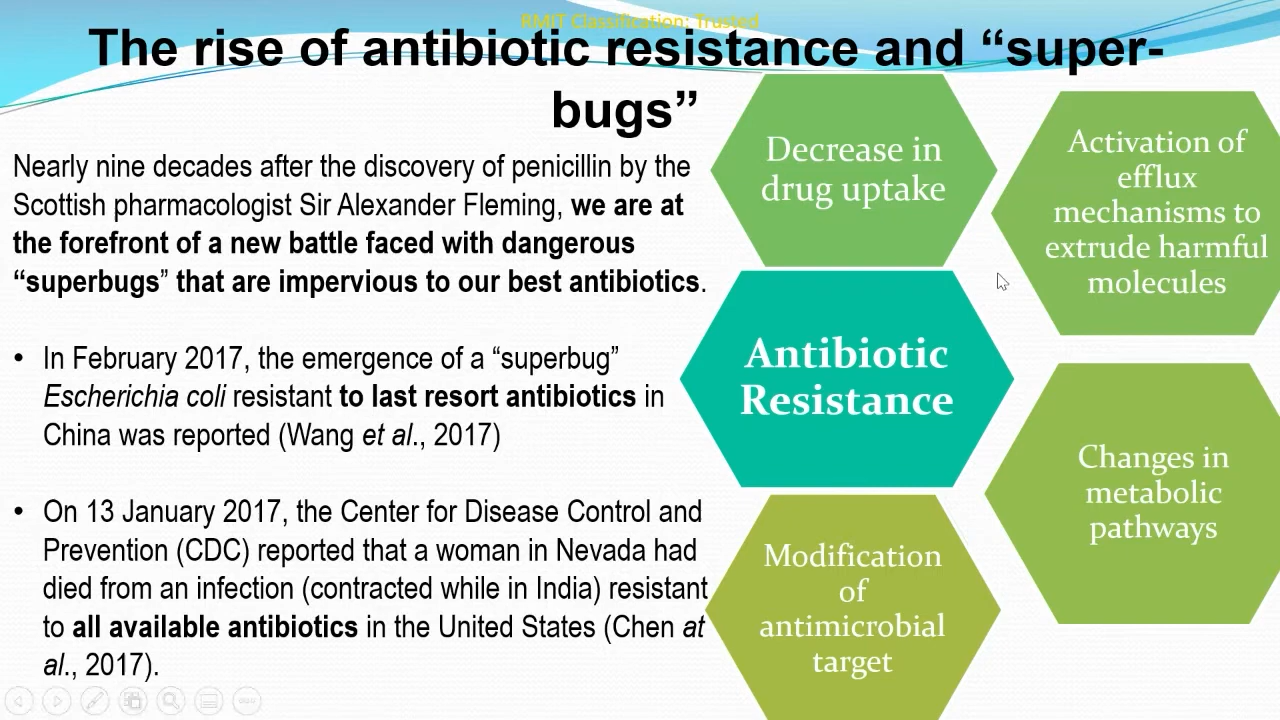 RMIT Classification: Trusted
The rise of antibiotic resistance and “super-
bugs”
Nearly nine decades after the discovery of penicillin by the
Scottish pharmacologist Sir Alexander Fleming, we are at
the forefront of a new battle faced with dangerous
“superbugs” that are impervious to our best antibiotics.
• In February 2017, the emergence of a “superbug”
Escherichia coli resistant to last resort antibiotics in
China was reported (Wang et al., 2017)
• On 13 January 2017, the Center for Disease Control and
Prevention (CDC) reported that a woman in Nevada had
died from an infection (contracted while in India) resistant
to all available antibiotics in the United States (Chen at
al., 2017).
Decrease in
drug uptake
Activation of
efflux
mechanisms to
extrude harmful
molecules
Antibiotic
Resistance
Changes in
metabolic
pathways
Modification
of
antimicrobial
target